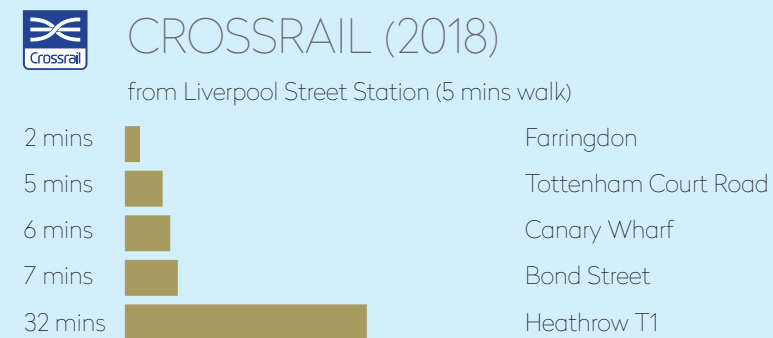 Crossrail
CROSSRAIL (2018)
from Liverpool Street Station (5 mins walk)
2 mins Farringdon
5 mins Tottenham Court Road
6 mins Canary Wharf
7 mins Bond Street
32 mins Heathrow T1